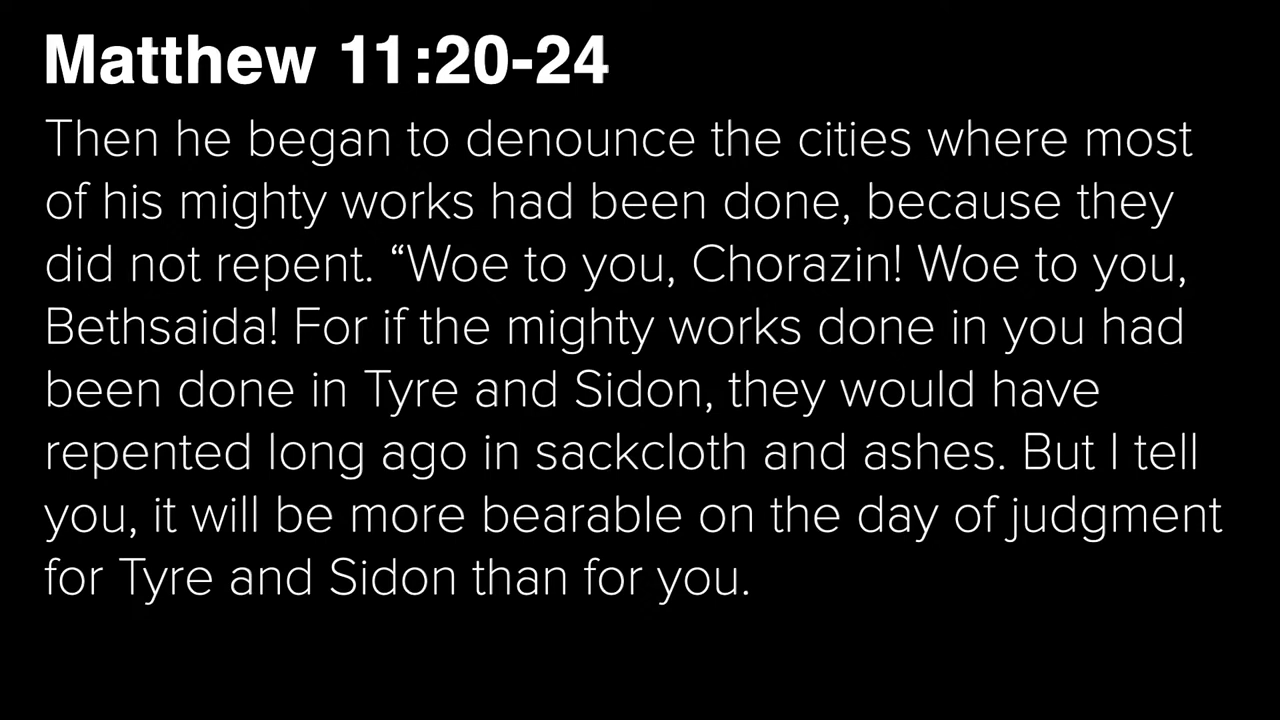 Matthew 11:20-24
Then he began to denounce the cities where most
of his mighty works had been done, because they
did not repent. “Woe to you, Chorazin! Woe to you,
Bethsaida! For if the mighty works done in you had
been done in Tyre and Sidon, they would have
repented long ago in sackcloth and ashes. But I tell
you, it will be more bearable on the day of judgment
for Tyre and Sidon than for you.